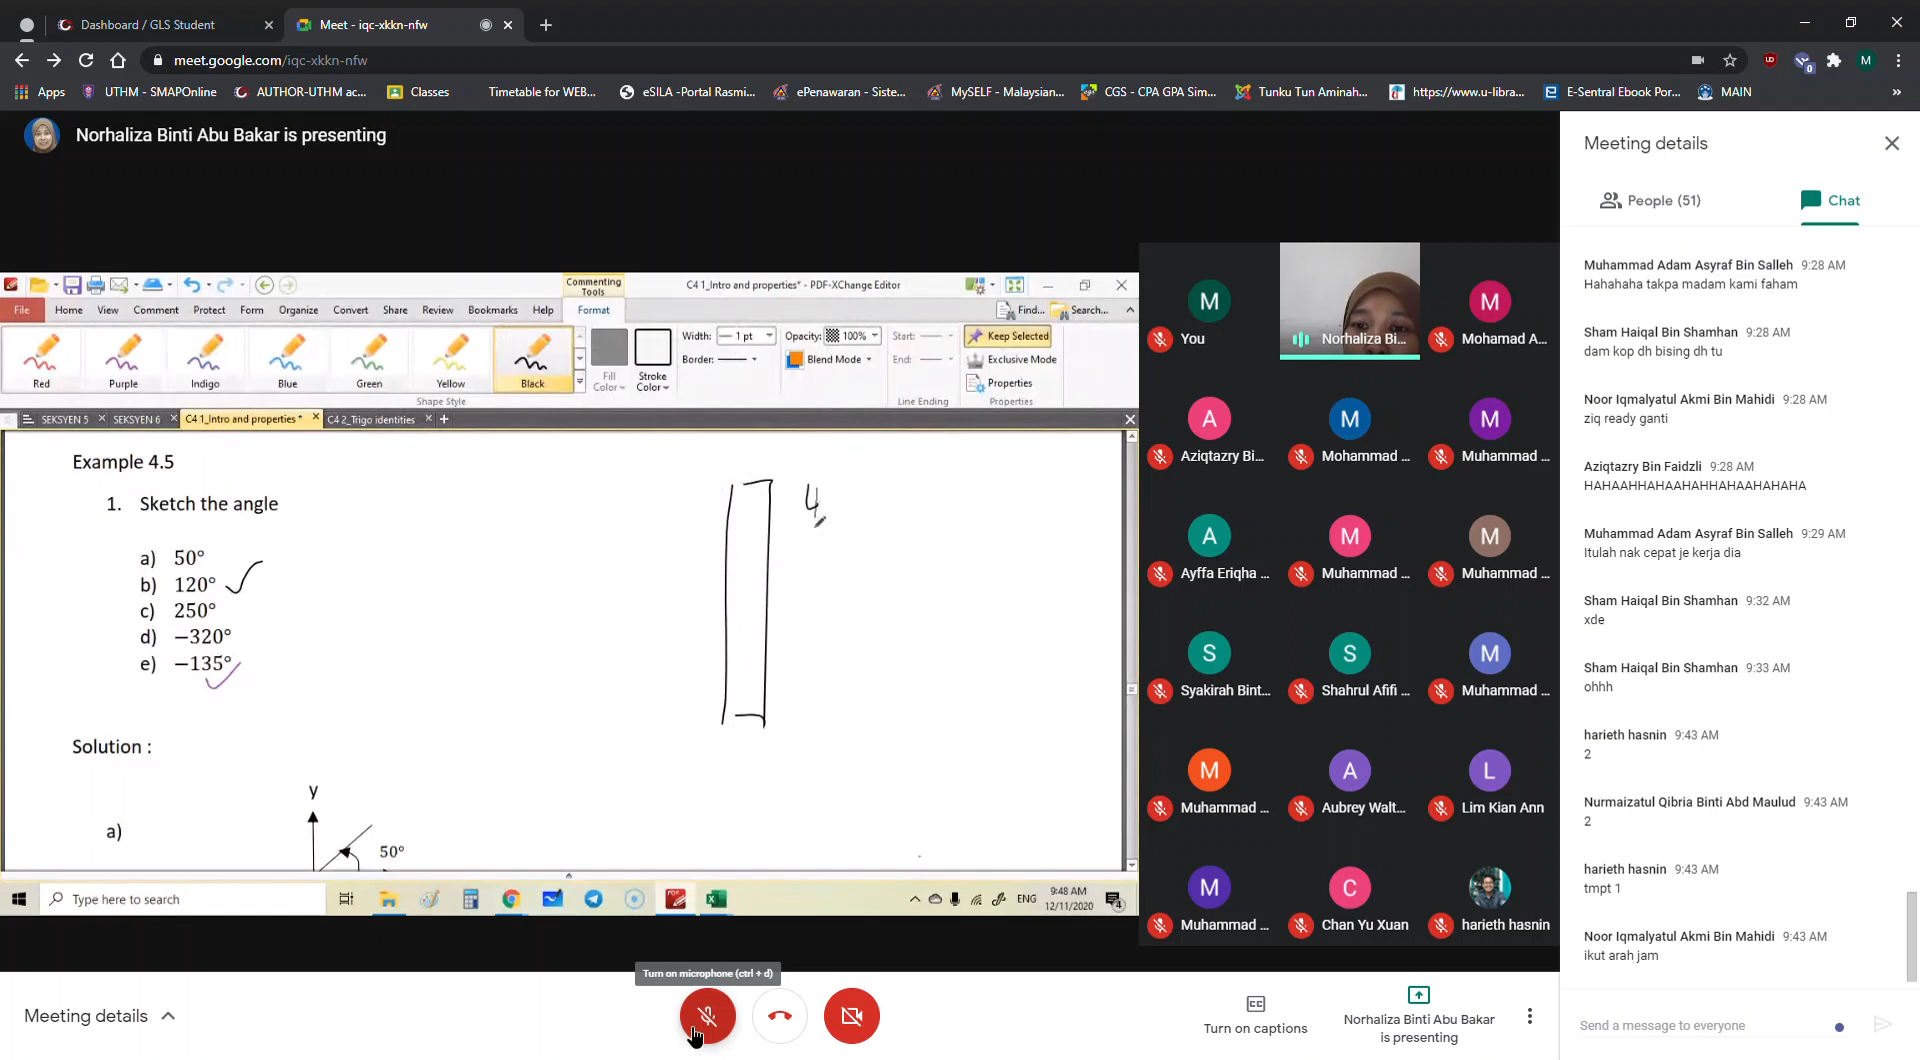 Dashboard / GLS Student
Meet - iqc-xkkn-nfw
meet.google.com/iqc-xkkn-nfw
UD
0
M
Apps
UTHM - SMAPOnline
AUTHOR-UTHM ac...
Classes
Timetable for WEB...
eSILA -Portal Rasmi...
ePenawaran - Siste...
MySELF - Malaysian...
CGS - CPA GPA Sim...
Tunku Tun Aminah...
https://www.u-libra...
E-Sentral Ebook Por...
MAIN
»
Norhaliza Binti Abu Bakar is presenting
Commenting Tools
C4 1_Intro and properties* - PDF-XChange Editor
File Home View Comment Protect Form Organize Convert Share Review Bookmarks Help Format
Find...
Search...
Red
Purple
Indigo
Blue
Green
Yellow
Black
Shape Style
Fill Color
Stroke Color
Width: 1 pt
Border:
Opacity: 100%
Blend Mode
Start:
End:
Line Ending
Keep Selected
Exclusive Mode
Properties
Properties
SEKSYEN 5
SEKSYEN 6
C4 1_Intro and properties *
C4 2_Trigo identities
Example 4.5
1. Sketch the angle
a) 50°
b) 120°
c) 250°
d) −320°
e) −135°
4
Solution :
y
a)
50°
Type here to search
ENG
9:48 AM
12/11/2020
4
M
You
Norhaliza Bi...
M
Mohamad A...
A
Aziqtazry Bi...
M
Mohammad ...
M
Muhammad ...
A
Ayffa Eriqha ...
M
Muhammad ...
M
Muhammad ...
S
Syakirah Bint...
S
Shahrul Afifi ...
M
Muhammad ...
M
Muhammad ...
A
Aubrey Walt...
L
Lim Kian Ann
M
Muhammad ...
C
Chan Yu Xuan
harieth hasnin
Meeting details
People (51)
Chat
Muhammad Adam Asyraf Bin Salleh 9:28 AM
Hahahaha takpa madam kami faham
Sham Haiqal Bin Shamhan 9:28 AM
dam kop dh bising dh tu
Noor Iqmalyatul Akmi Bin Mahidi 9:28 AM
ziq ready ganti
Aziqtazry Bin Faidzli 9:28 AM
HAHAAHHAHAAHAHHAHAAHAHAHA
Muhammad Adam Asyraf Bin Salleh 9:29 AM
Itulah nak cepat je kerja dia
Sham Haiqal Bin Shamhan 9:32 AM
xde
Sham Haiqal Bin Shamhan 9:33 AM
ohhh
harieth hasnin 9:43 AM
2
Nurmaizatul Qibria Binti Abd Maulud 9:43 AM
2
harieth hasnin 9:43 AM
tmpt 1
Noor Iqmalyatul Akmi Bin Mahidi 9:43 AM
ikut arah jam
Send a message to everyone
Turn on microphone (ctrl + d)
Meeting details
Turn on captions
Norhaliza Binti Abu Bakar
is presenting